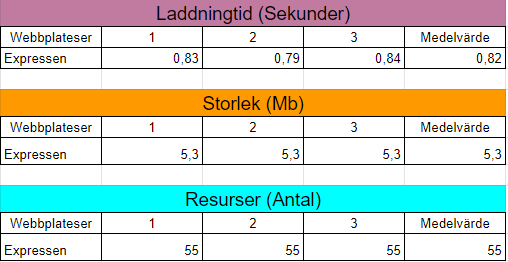 Laddningtid (Sekunder)
Webbplateser 1 2 3 Medelvärde
Expressen 0,83 0,79 0,84 0,82
Storlek (Mb)
Webbplateser 1 2 3 Medelvärde
Expressen 5,3 5,3 5,3 5,3
Resurser (Antal)
Webbplateser 1 2 3 Medelvärde
Expressen 55 55 55 55